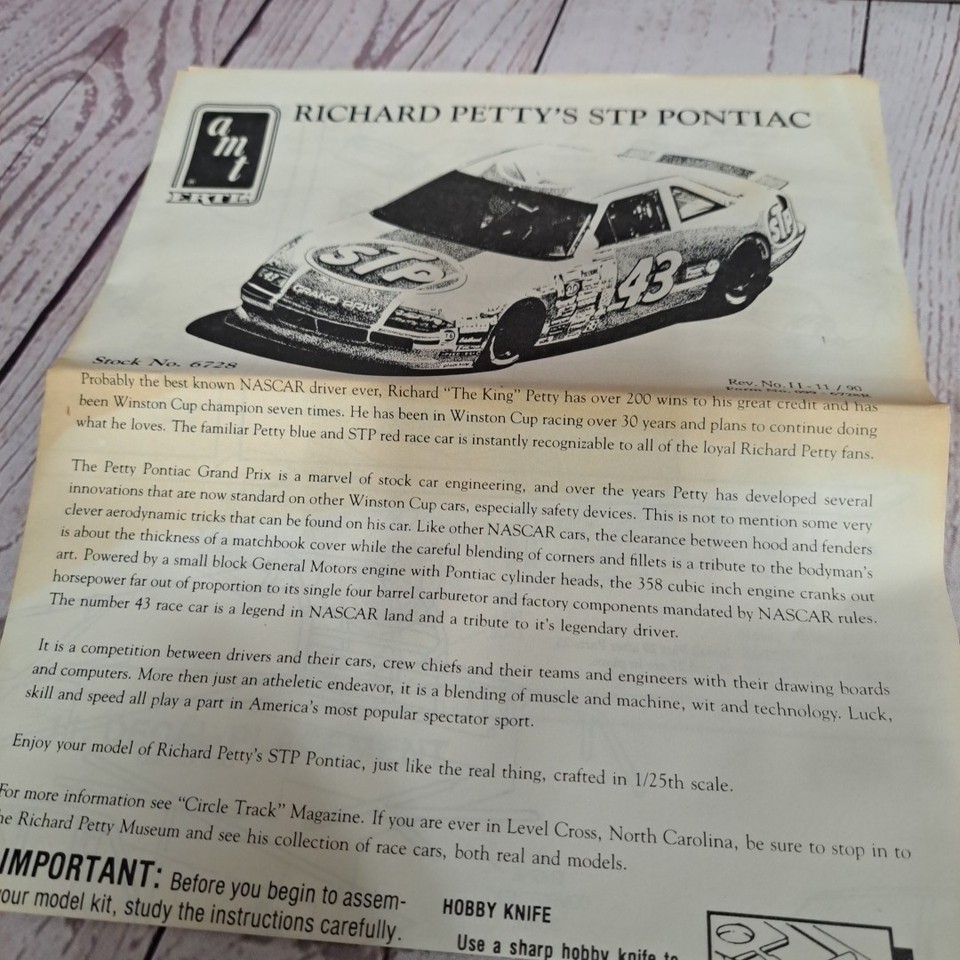 amt
ERTL
RICHARD PETTY'S STP PONTIAC
STP
43
STP
GRAND PRIX
Stock No. 6728
Rev. No. 11 - 11 / 90
Probably the best known NASCAR driver ever, Richard "The King" Petty has over 200 wins to his great credit and has
been Winston Cup champion seven times. He has been in Winston Cup racing over 30 years and plans to continue doing
what he loves. The familiar Petty blue and STP red race car is instantly recognizable to all of the loyal Richard Petty fans.
The Petty Pontiac Grand Prix is a marvel of stock car engineering, and over the years Petty has developed several
innovations that are now standard on other Winston Cup cars, especially safety devices. This is not to mention some very
clever aerodynamic tricks that can be found on his car. Like other NASCAR cars, the clearance between hood and fenders
is about the thickness of a matchbook cover while the careful blending of corners and fillets is a tribute to the bodyman's
art. Powered by a small block General Motors engine with Pontiac cylinder heads, the 358 cubic inch engine cranks out
horsepower far out of proportion to its single four barrel carburetor and factory components mandated by NASCAR rules.
The number 43 race car is a legend in NASCAR land and a tribute to it's legendary driver.
It is a competition between drivers and their cars, crew chiefs and their teams and engineers with their drawing boards
and computers. More then just an atheletic endeavor, it is a blending of muscle and machine, wit and technology. Luck,
skill and speed all play a part in America's most popular spectator sport.
Enjoy your model of Richard Petty's STP Pontiac, just like the real thing, crafted in 1/25th scale.
For more information see "Circle Track" Magazine. If you are ever in Level Cross, North Carolina, be sure to stop in to
he Richard Petty Museum and see his collection of race cars, both real and models.
IMPORTANT: Before you begin to assem-
your model kit, study the instructions carefully.
HOBBY KNIFE
Use a sharp hobby knife to